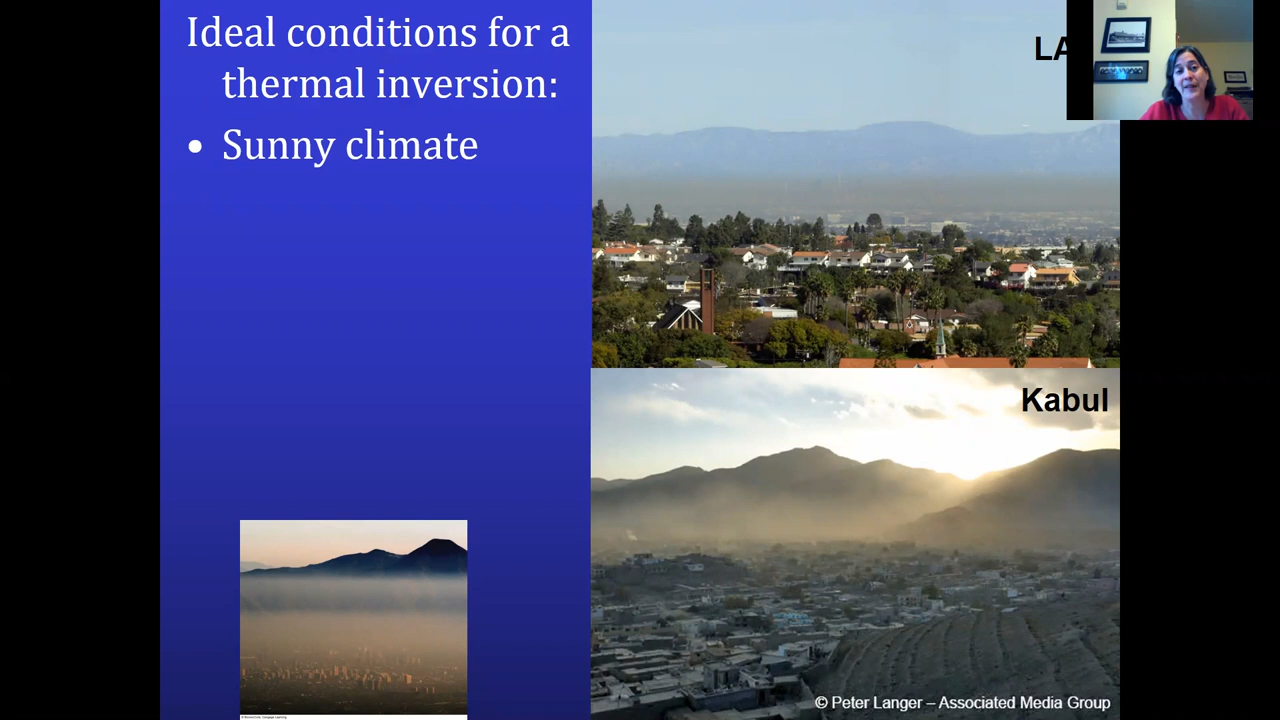 Ideal conditions for a
thermal inversion:
• Sunny climate
LA
Kabul
© Peter Langer – Associated Media Group